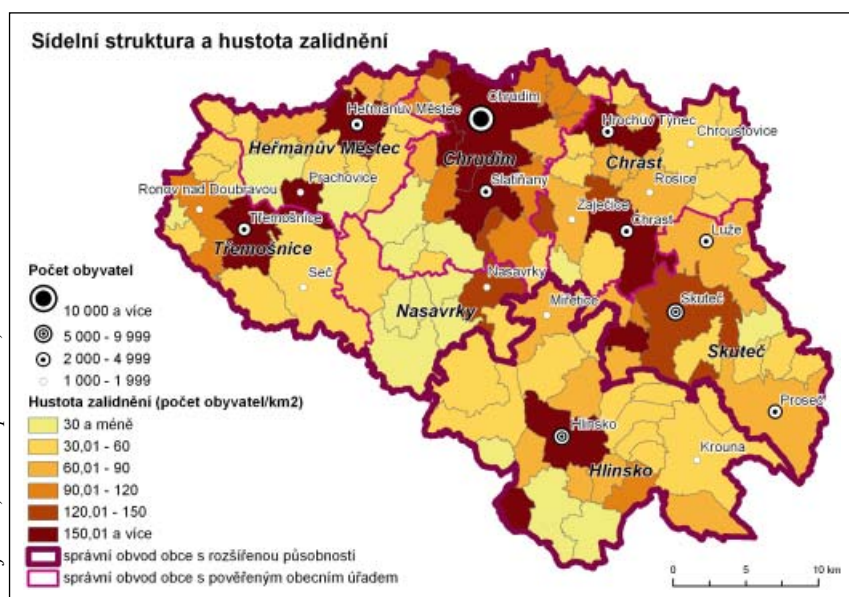 Sídelní struktura a hustota zalidnění
Chrudim
Heřmanův Městec
Hrochův Týnec
Chroustovice
Heřmanův Městec
Chrudim
Chrast
Ronov nad Doubravou
Prachovice
Slatiňany
Rosice
Třemošnice
Zaječice
Chrast
Luže
Třemošnice
Seč
Nasavrky
Nasavrky
Miřetice
Skuteč
Skuteč
Proseč
Hlinsko
Krouna
Hlinsko
Počet obyvatel
10 000 a více
5 000 - 9 999
2 000 - 4 999
1 000 - 1 999
Hustota zalidnění (počet obyvatel/km2)
30 a méně
30,01 - 60
60,01 - 90
90,01 - 120
120,01 - 150
150,01 a více
správní obvod obce s rozšířenou působností
správní obvod obce s pověřeným obecním úřadem
0 5 10 km